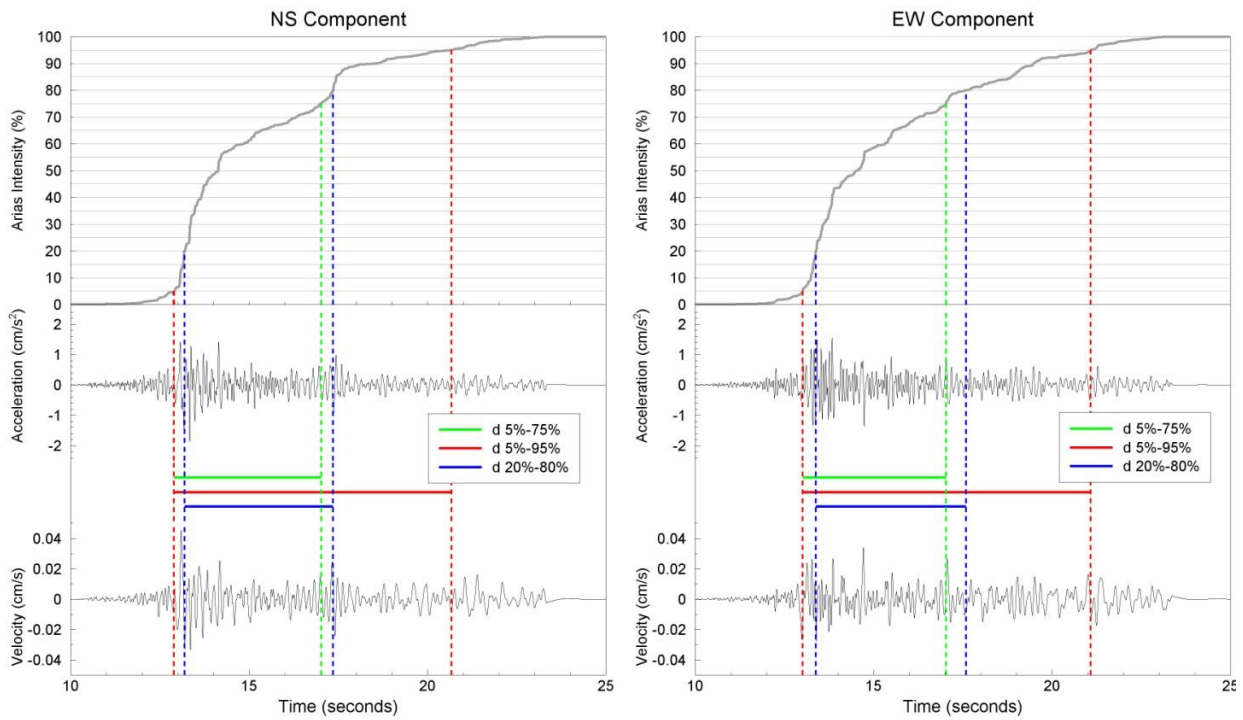 NS Component
100
90
80
70
60
50
40
30
20
10
0
Arias Intensity (%)
2
1
0
-1
-2
Acceleration (cm/s²)
d 5%-75%
d 5%-95%
d 20%-80%
0.04
0.02
0
-0.02
-0.04
Velocity (cm/s)
10 15 20 25
Time (seconds)
EW Component
100
90
80
70
60
50
40
30
20
10
0
Arias Intensity (%)
2
1
0
-1
-2
Acceleration (cm/s²)
d 5%-75%
d 5%-95%
d 20%-80%
0.04
0.02
0
-0.02
-0.04
Velocity (cm/s)
10 15 20 25
Time (seconds)